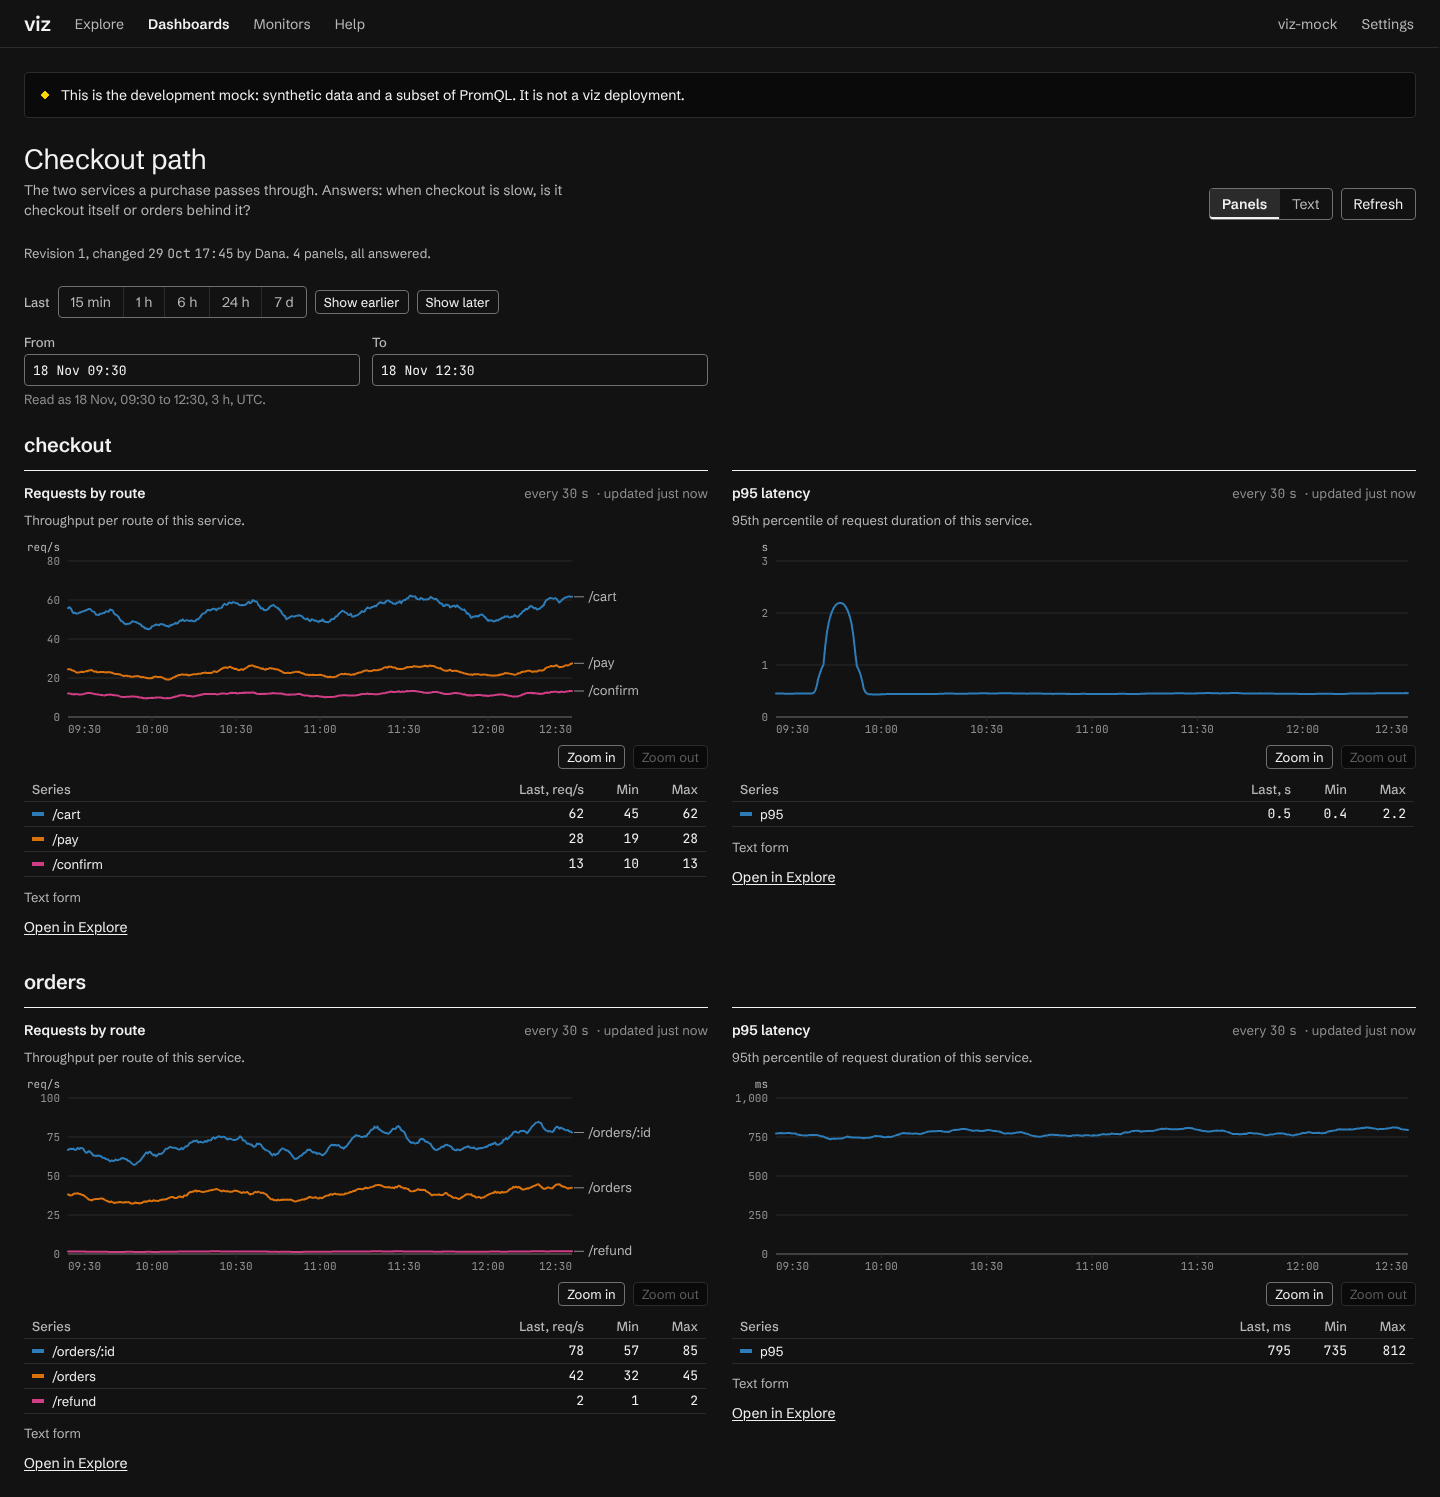 viz Explore Dashboards Monitors Help viz-mock Settings
This is the development mock: synthetic data and a subset of PromQL. It is not a viz deployment.
Checkout path
The two services a purchase passes through. Answers: when checkout is slow, is it
checkout itself or orders behind it?
Panels Text Refresh
Revision 1, changed 29 Oct 17:45 by Dana. 4 panels, all answered.
Last 15 min 1 h 6 h 24 h 7 d Show earlier Show later
From To
18 Nov 09:30 18 Nov 12:30
Read as 18 Nov, 09:30 to 12:30, 3 h, UTC.
checkout
Requests by route every 30 s · updated just now
Throughput per route of this service.
req/s
80
60
40
20
0
/cart
/pay
/confirm
09:30 10:00 10:30 11:00 11:30 12:00 12:30
Zoom in Zoom out
Series Last, req/s Min Max
/cart 62 45 62
/pay 28 19 28
/confirm 13 10 13
Text form
Open in Explore
p95 latency every 30 s · updated just now
95th percentile of request duration of this service.
s
3
2
1
0
09:30 10:00 10:30 11:00 11:30 12:00 12:30
Zoom in Zoom out
Series Last, s Min Max
p95 0.5 0.4 2.2
Text form
Open in Explore
orders
Requests by route every 30 s · updated just now
Throughput per route of this service.
req/s
100
75
50
25
0
/orders/:id
/orders
/refund
09:30 10:00 10:30 11:00 11:30 12:00 12:30
Zoom in Zoom out
Series Last, req/s Min Max
/orders/:id 78 57 85
/orders 42 32 45
/refund 2 1 2
Text form
Open in Explore
p95 latency every 30 s · updated just now
95th percentile of request duration of this service.
ms
1,000
750
500
250
0
09:30 10:00 10:30 11:00 11:30 12:00 12:30
Zoom in Zoom out
Series Last, ms Min Max
p95 795 735 812
Text form
Open in Explore